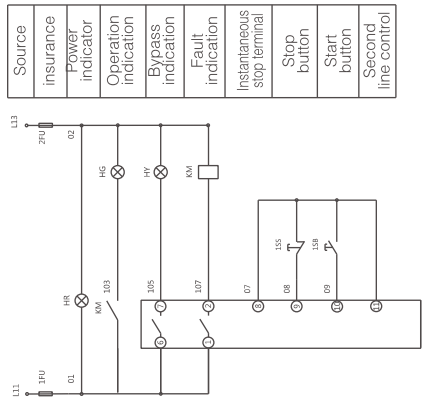 Source
insurance
Power
indicator
Operation
indication
Bypass
indication
Fault
indication
Instantaneous
stop terminal
Stop
button
Start
button
Second
line control
L13
2FU
02
HG
HY
KM
HR
KM
103
105
107
07
08
09
1SS
1SB
7
2
8
9
10
11
6
1
L11
1FU
01